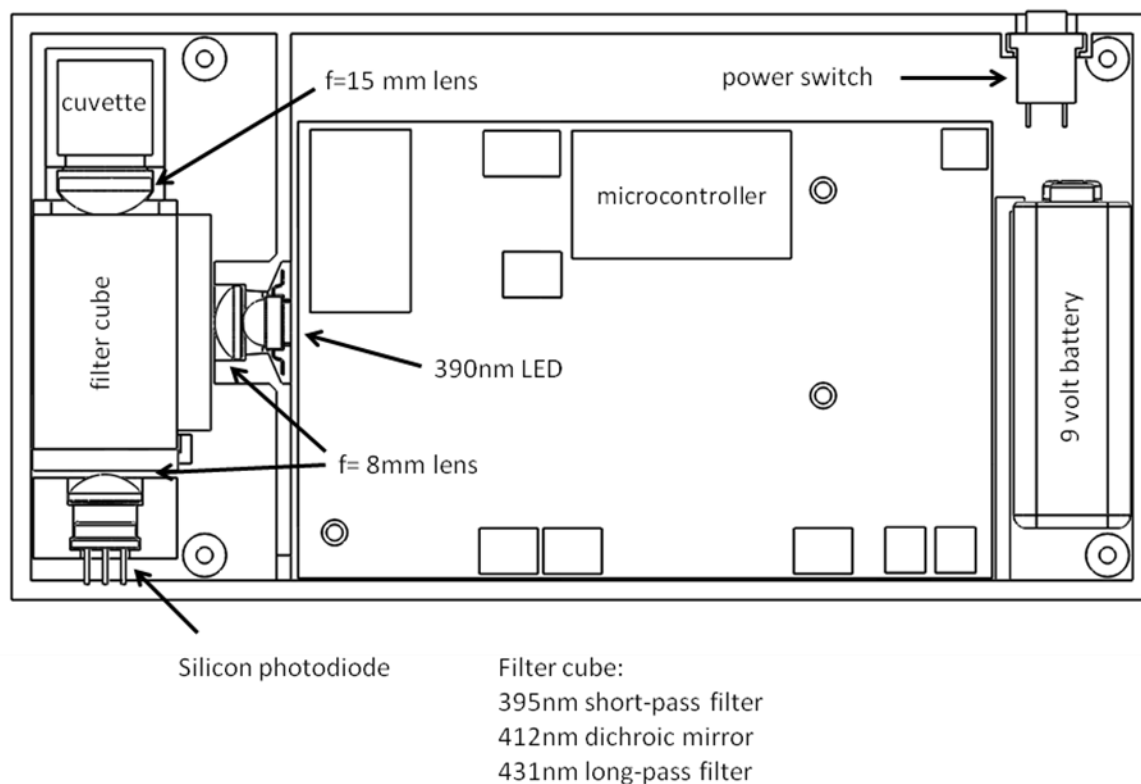 cuvette
f=15 mm lens
power switch
microcontroller
filter cube
390nm LED
9 volt battery
f= 8mm lens
Silicon photodiode
Filter cube:
395nm short-pass filter
412nm dichroic mirror
431nm long-pass filter